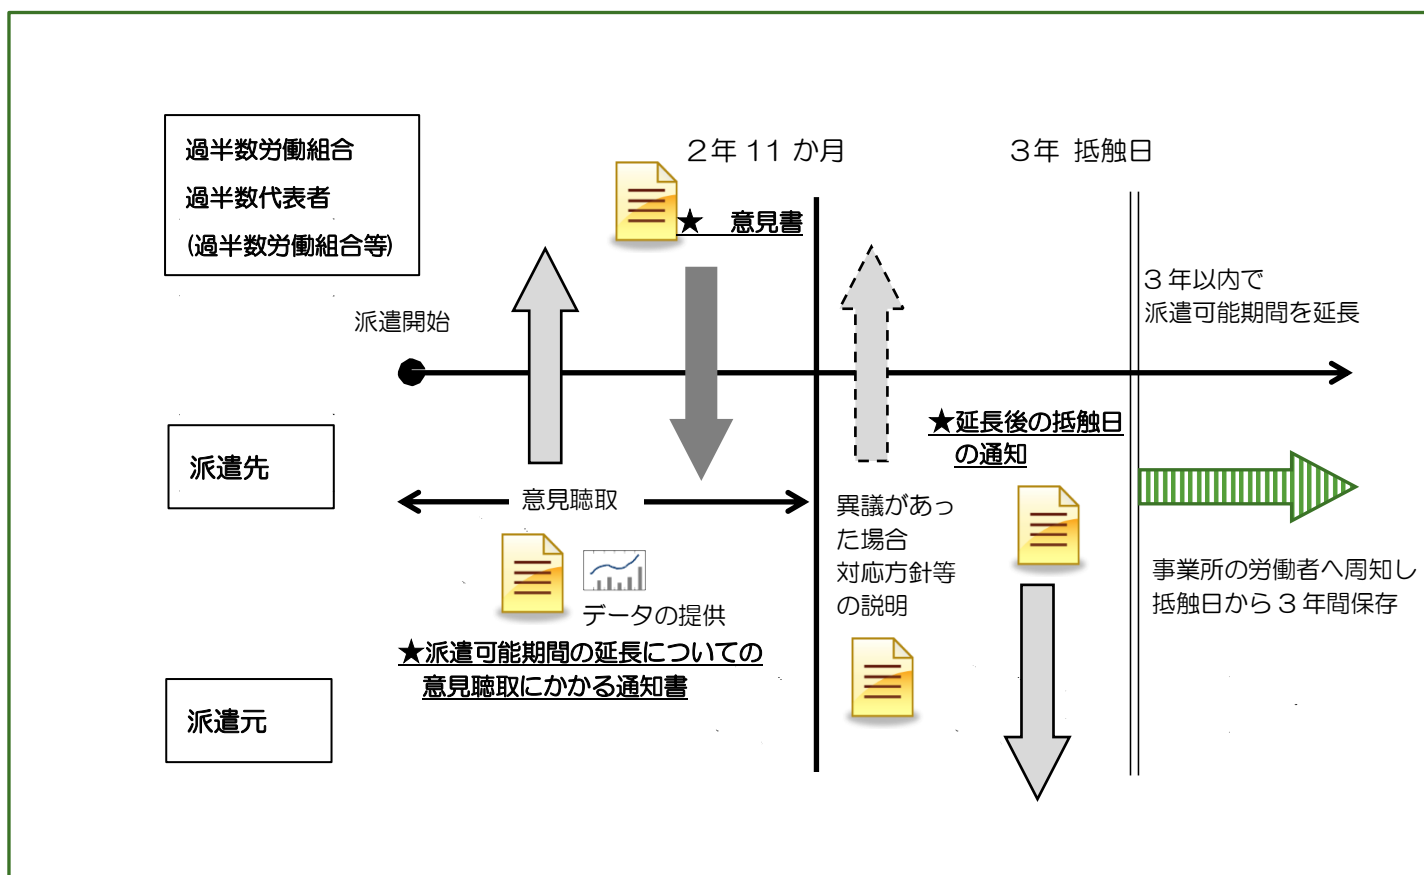 過半数労働組合
過半数代表者
(過半数労働組合等)
2年 11 か月
3年 抵触日
★ 意見書
派遣開始
3 年以内で
派遣可能期間を延長
派遣先
★延長後の抵触日
の通知
意見聴取
データの提供
★派遣可能期間の延長についての
意見聴取にかかる通知書
異議があっ
た場合
対応方針等
の説明
事業所の労働者へ周知し
抵触日から 3 年間保存
派遣元